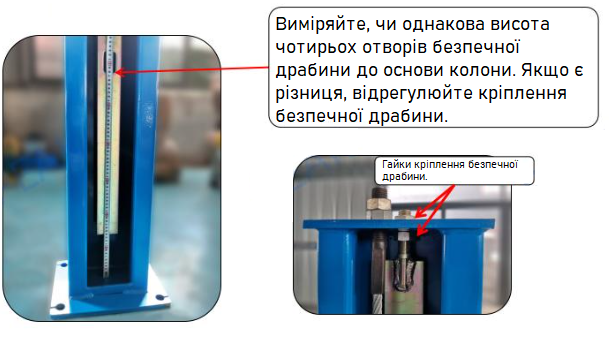 Виміряйте, чи однакова висота
чотирьох отворів безпечної
драбини до основи колони. Якщо є
різниця, відрегулюйте кріплення
безпечної драбини.
Гайки кріплення безпечної
драбини.